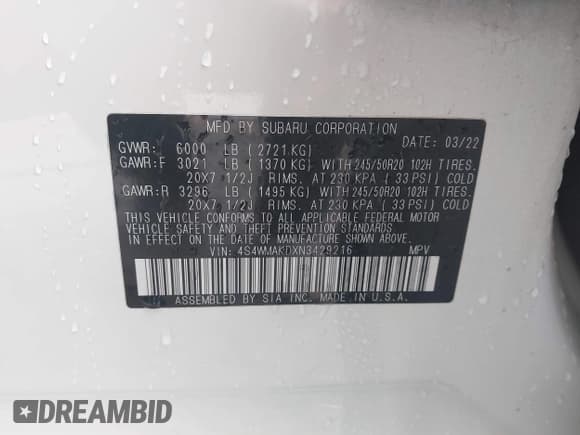 MFD BY SUBARU CORPORATION
DATE: 03/22
GVWR: 6000 LB (2721 KG)
GAWR:F 3021 LB (1370 KG) WITH 245/50R20 102H TIRES.
20X7 1/2J RIMS. AT 230 KPA (33 PSI) COLD
GAWR:R 3296 LB (1495 KG) WITH 245/50R20 102H TIRES.
20X7 1/2J RIMS. AT 230 KPA (33 PSI) COLD
THIS VEHICLE CONFORMS TO ALL APPLICABLE FEDERAL MOTOR
VEHICLE SAFETY AND THEFT PREVENTION STANDARDS
IN EFFECT ON THE DATE OF MANUFACTURE SHOWN ABOVE.
VIN: 4S4WMAKDXN3429216 MPV
ASSEMBLED BY SIA INC. MADE IN U.S.A.
DREAMBID